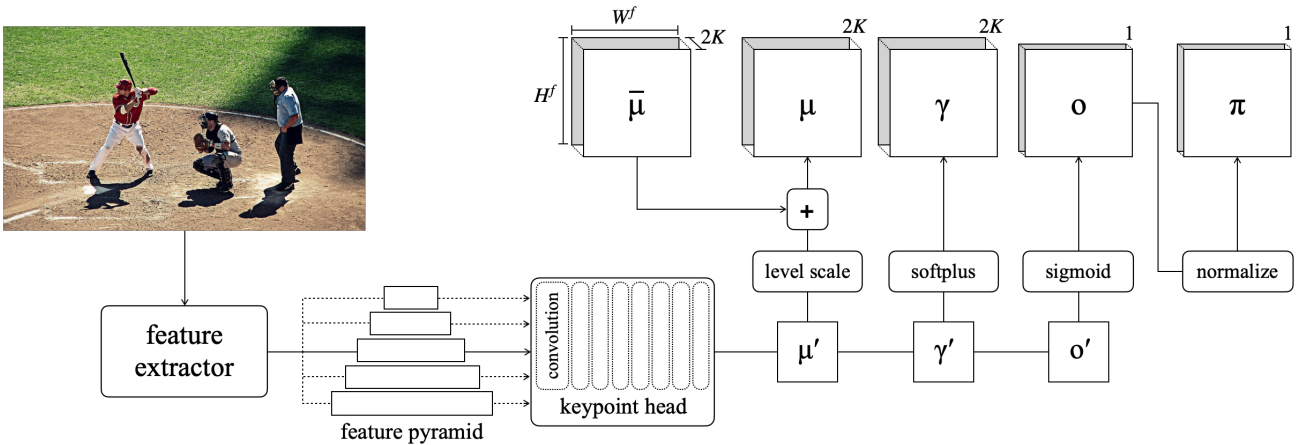 W^f
2K
2K
2K
1
1
H^f
μ̄
μ
γ
o
π
+
level scale
softplus
sigmoid
normalize
feature
extractor
convolution
keypoint head
feature pyramid
μ′
γ′
o′